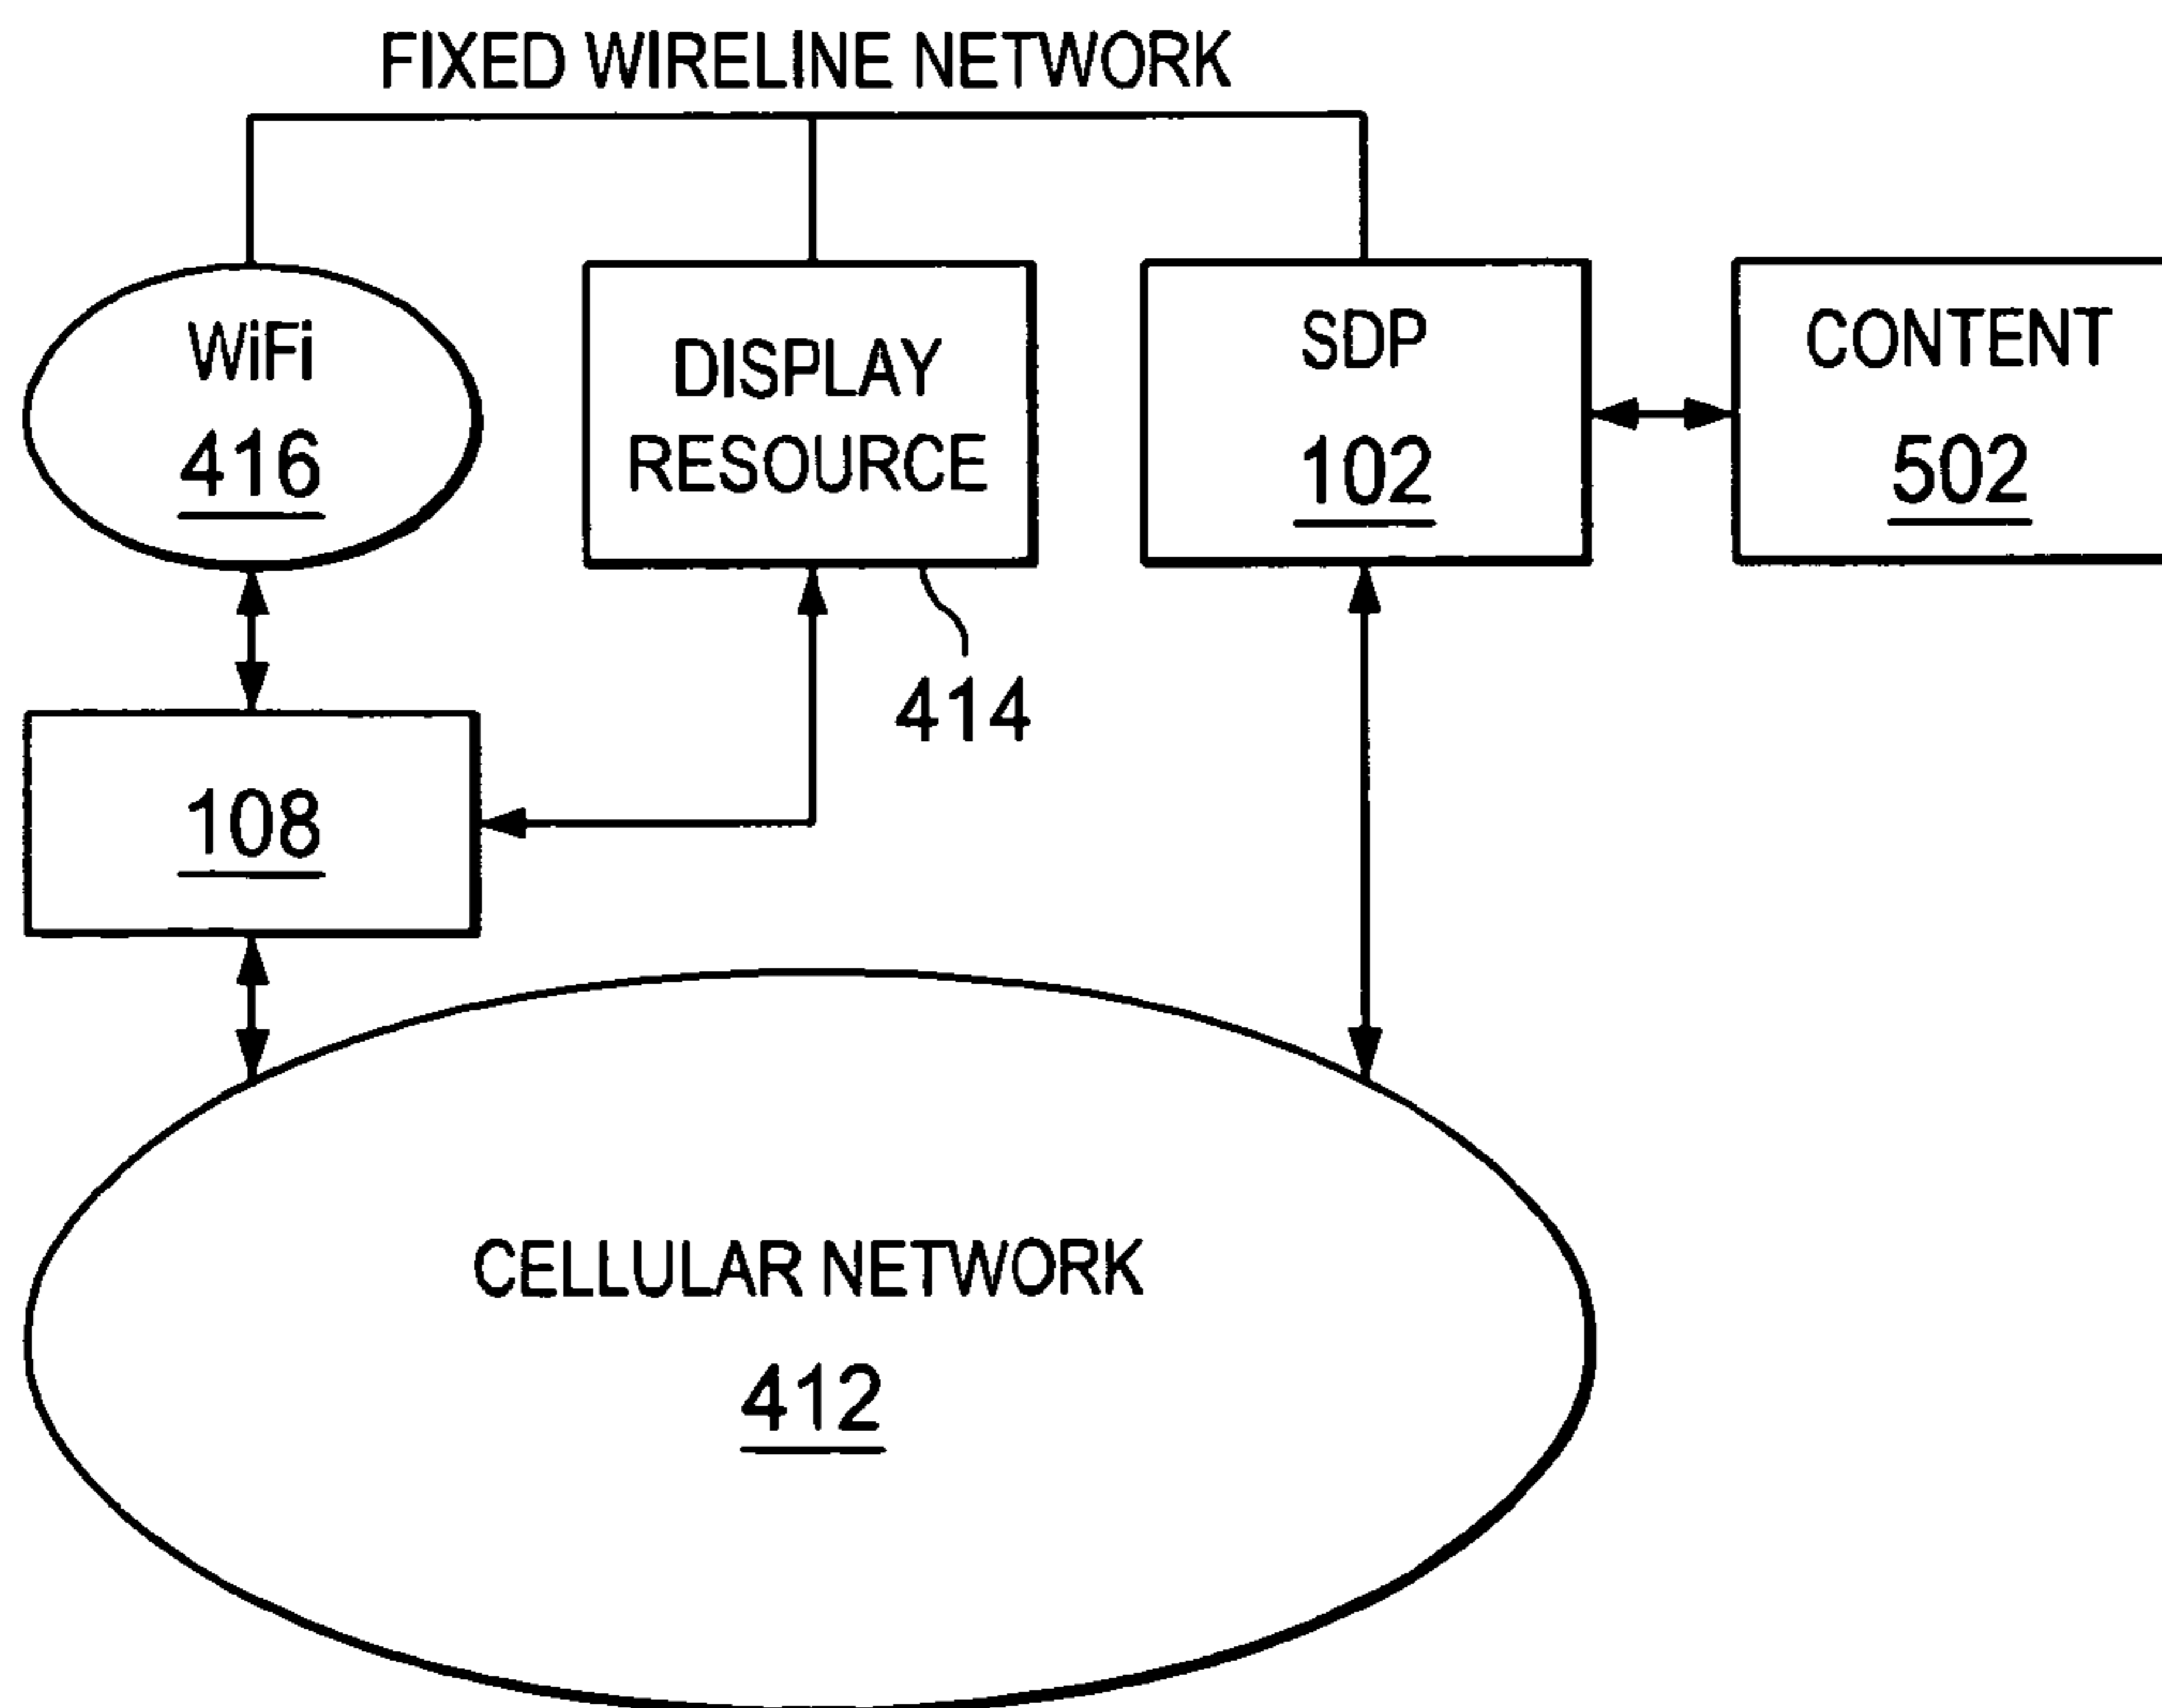 FIXED WIRELINE NETWORK
WiFi
416
DISPLAY
RESOURCE
414
SDP
102
CONTENT
502
108
CELLULAR NETWORK
412